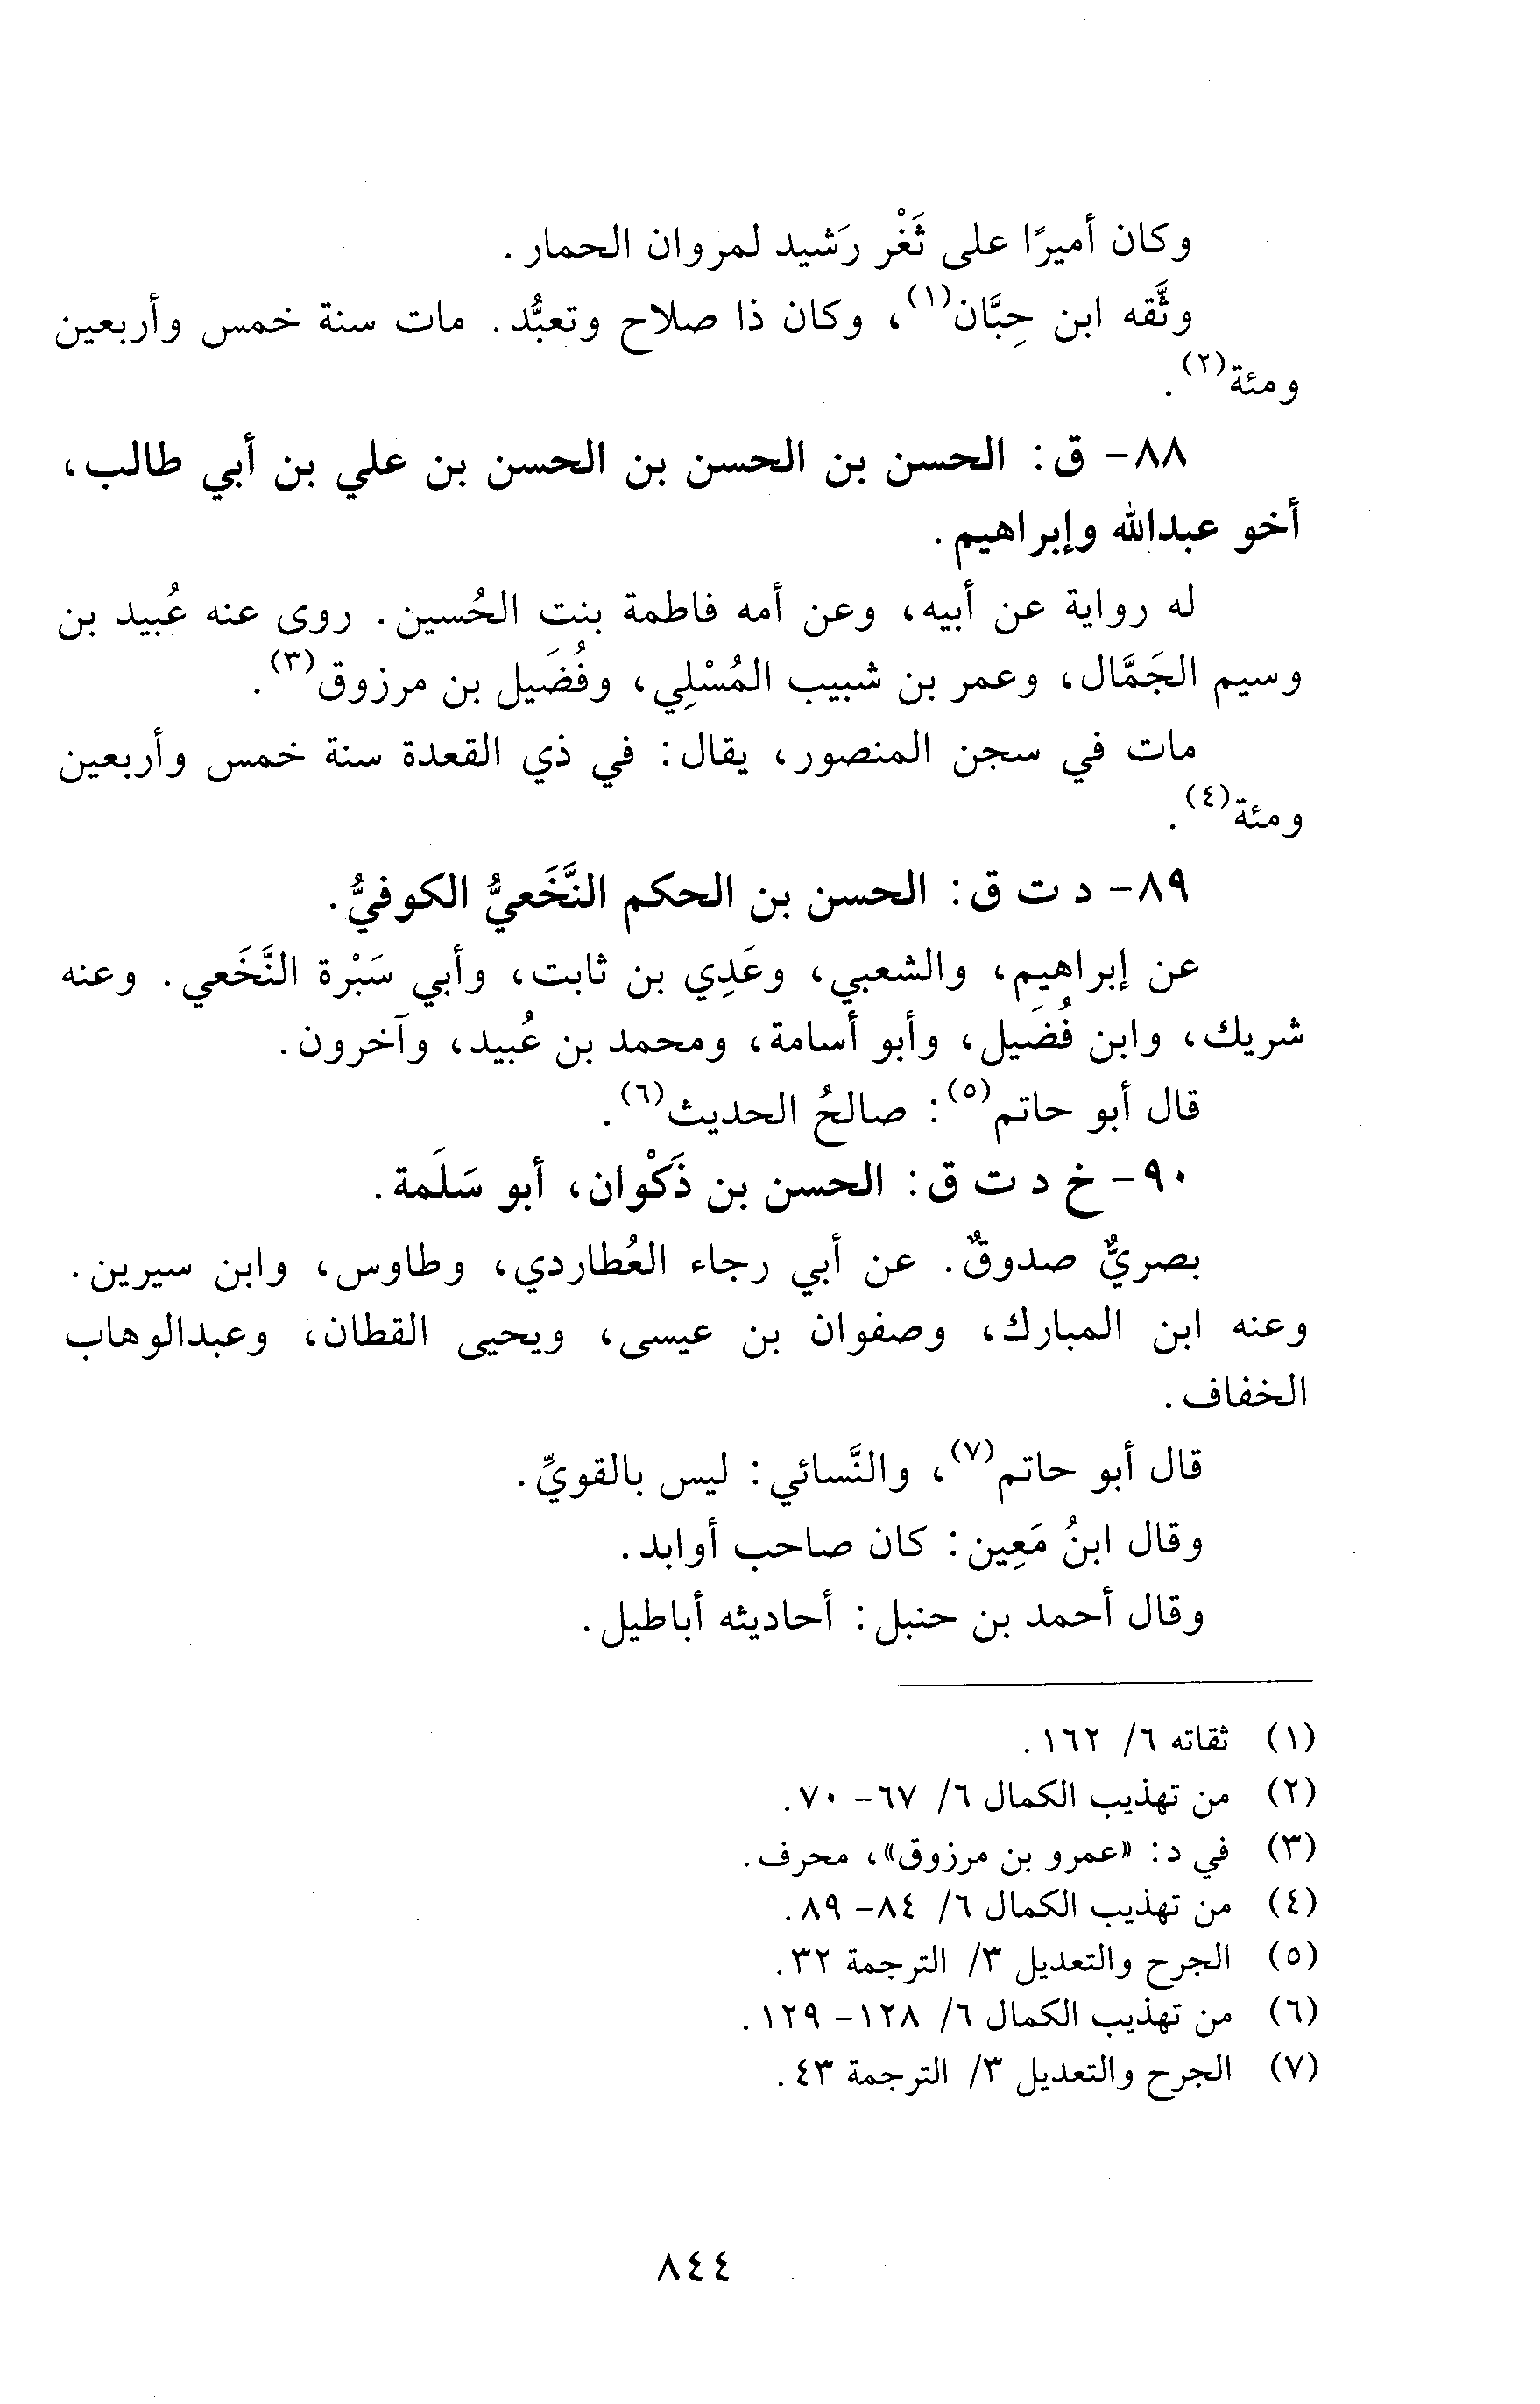 وكان أميرًا على ثَغْر رَشيد لمروان الحمار.
وثَّقه ابن حِبَّان(١)، وكان ذا صلاح وتعبُّد. مات سنة خمس وأربعين
ومئة(٢).
٨٨- ق: الحسن بن الحسن بن الحسن بن علي بن أبي طالب،
أخو عبدالله وإبراهيم.
له رواية عن أبيه، وعن أمه فاطمة بنت الحُسين. روى عنه عُبيد بن
وسيم الجَمَّال، وعمر بن شبيب المُسْلِي، وفُضَيل بن مرزوق(٣).
مات في سجن المنصور، يقال: في ذي القعدة سنة خمس وأربعين
ومئة(٤).
٨٩- د ت ق: الحسن بن الحكم النَّخَعيُّ الكوفيُّ.
عن إبراهيم، والشعبي، وعَدِي بن ثابت، وأبي سَبْرة النَّخَعي. وعنه
شريك، وابن فُضَيل، وأبو أسامة، ومحمد بن عُبيد، وآخرون.
قال أبو حاتم(٥): صالحُ الحديث(٦).
٩٠- خ د ت ق: الحسن بن ذَكْوان، أبو سَلَمة.
بصريٌّ صدوقٌ. عن أبي رجاء العُطاردي، وطاوس، وابن سيرين.
وعنه ابن المبارك، وصفوان بن عيسى، ويحيى القطان، وعبدالوهاب
الخفاف.
قال أبو حاتم(٧)، والنَّسائي: ليس بالقويِّ.
وقال ابنُ مَعِين: كان صاحب أوابد.
وقال أحمد بن حنبل: أحاديثه أباطيل.
(١) ثقاته ٦/ ١٦٢.
(٢) من تهذيب الكمال ٦/ ٦٧- ٧٠.
(٣) في د: «عمرو بن مرزوق»، محرف.
(٤) من تهذيب الكمال ٦/ ٨٤- ٨٩.
(٥) الجرح والتعديل ٣/ الترجمة ٣٢.
(٦) من تهذيب الكمال ٦/ ١٢٨- ١٢٩.
(٧) الجرح والتعديل ٣/ الترجمة ٤٣.
٨٤٤